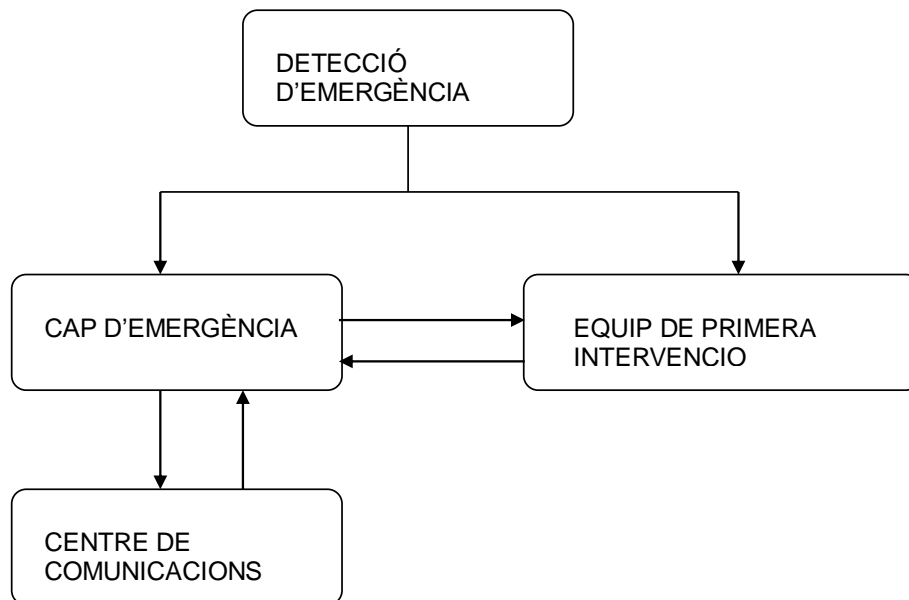 DETECCIÓ
D’EMERGÈNCIA
CAP D’EMERGÈNCIA
EQUIP DE PRIMERA
INTERVENCIO
CENTRE DE
COMUNICACIONS